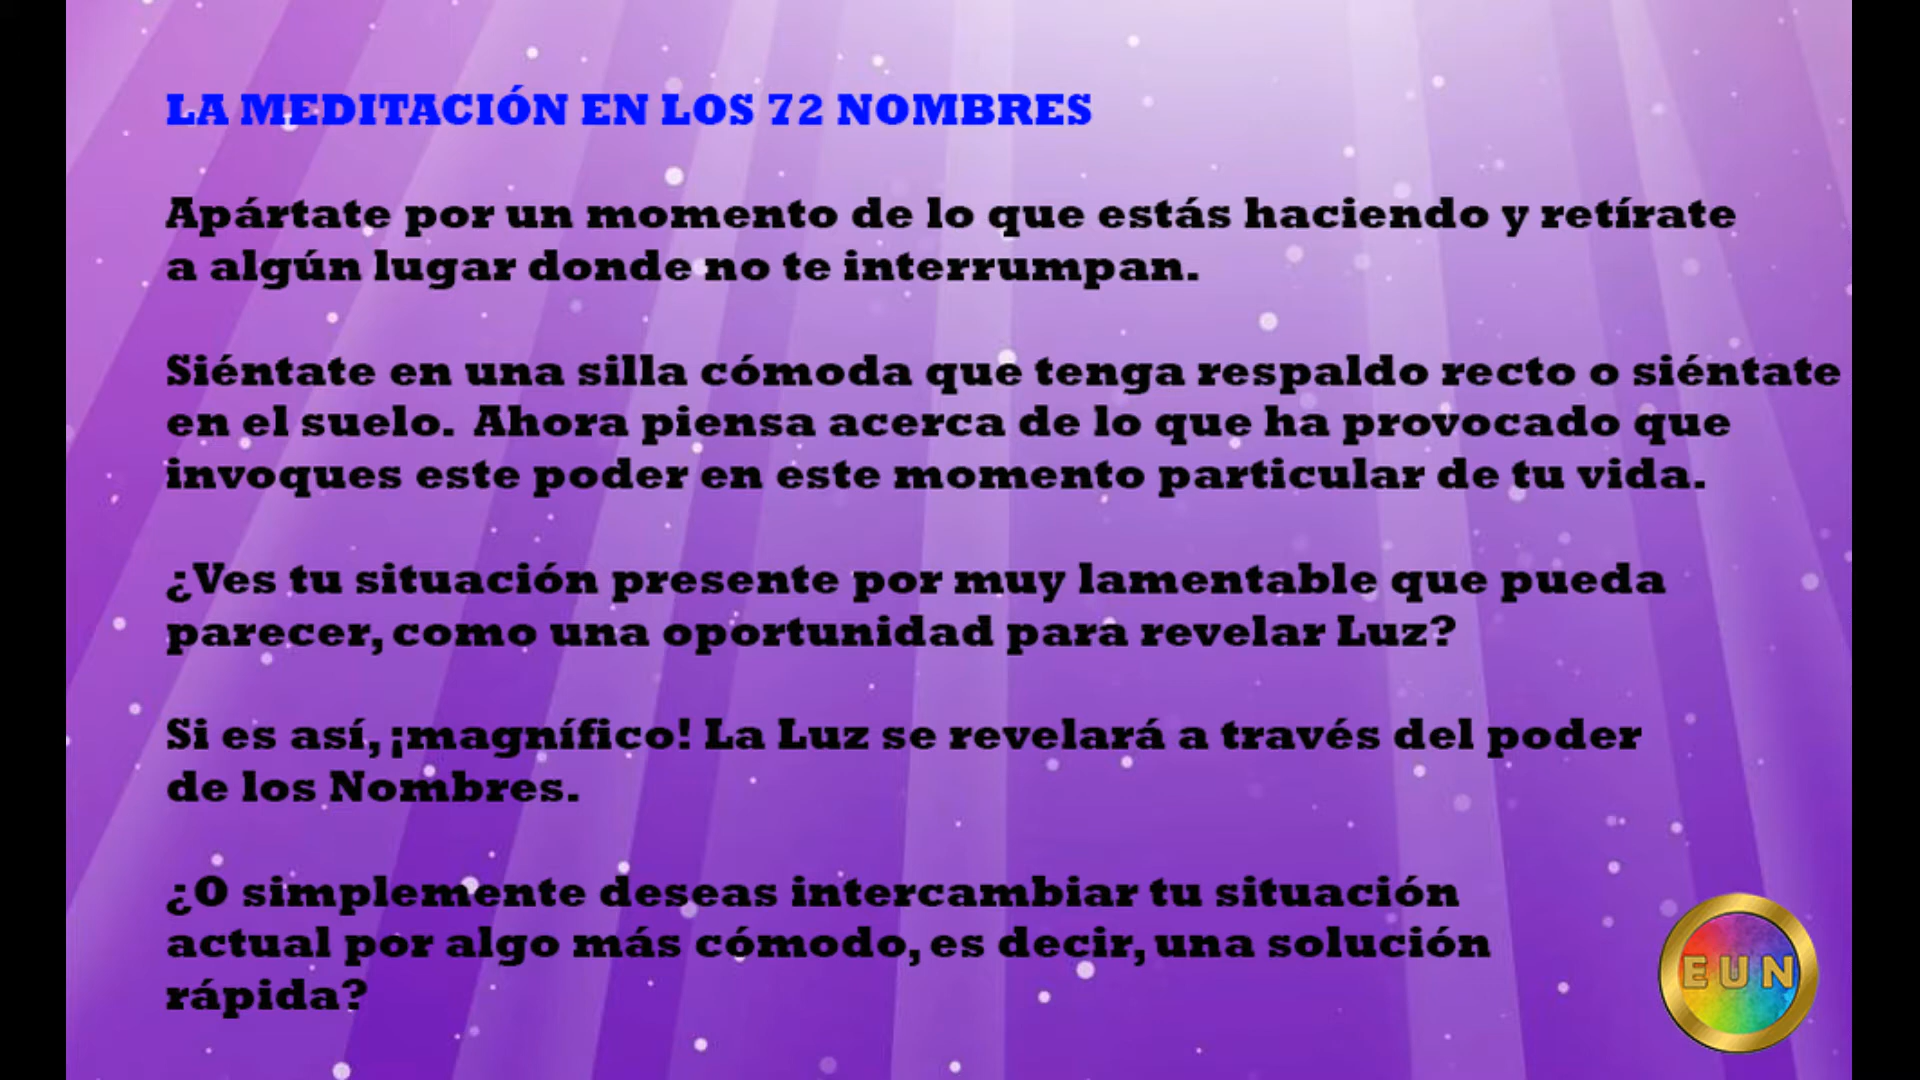 LA MEDITACIÓN EN LOS 72 NOMBRES
Apártate por un momento de lo que estás haciendo y retírate
a algún lugar donde no te interrumpan.
Siéntate en una silla cómoda que tenga respaldo recto o siéntate
en el suelo. Ahora piensa acerca de lo que ha provocado que
invoques este poder en este momento particular de tu vida.
¿Ves tu situación presente por muy lamentable que pueda
parecer, como una oportunidad para revelar Luz?
Si es así, ¡magnífico! La Luz se revelará a través del poder
de los Nombres.
¿O simplemente deseas intercambiar tu situación
actual por algo más cómodo, es decir, una solución
rápida?
EUN